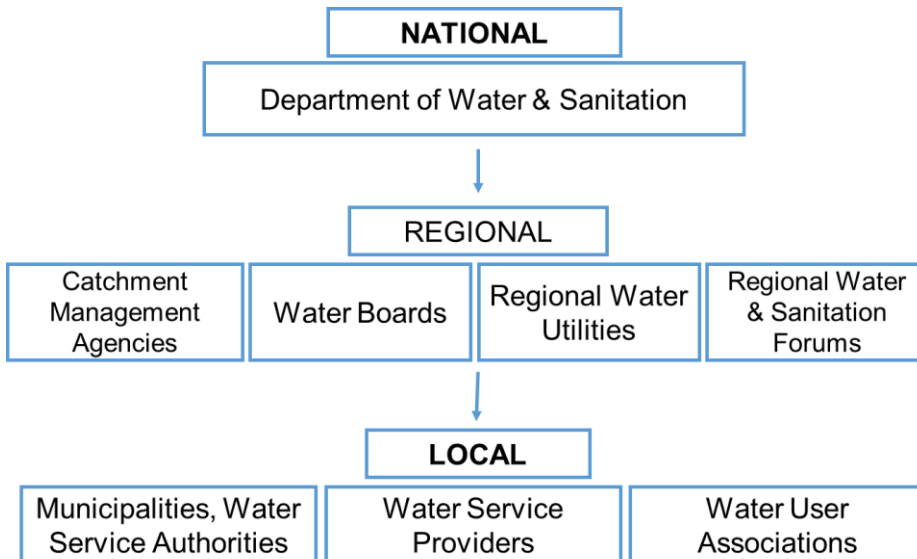 NATIONAL
Department of Water & Sanitation
REGIONAL
Catchment
Management
Agencies
Water Boards
Regional Water
Utilities
Regional Water
& Sanitation
Forums
LOCAL
Municipalities, Water
Service Authorities
Water Service
Providers
Water User
Associations